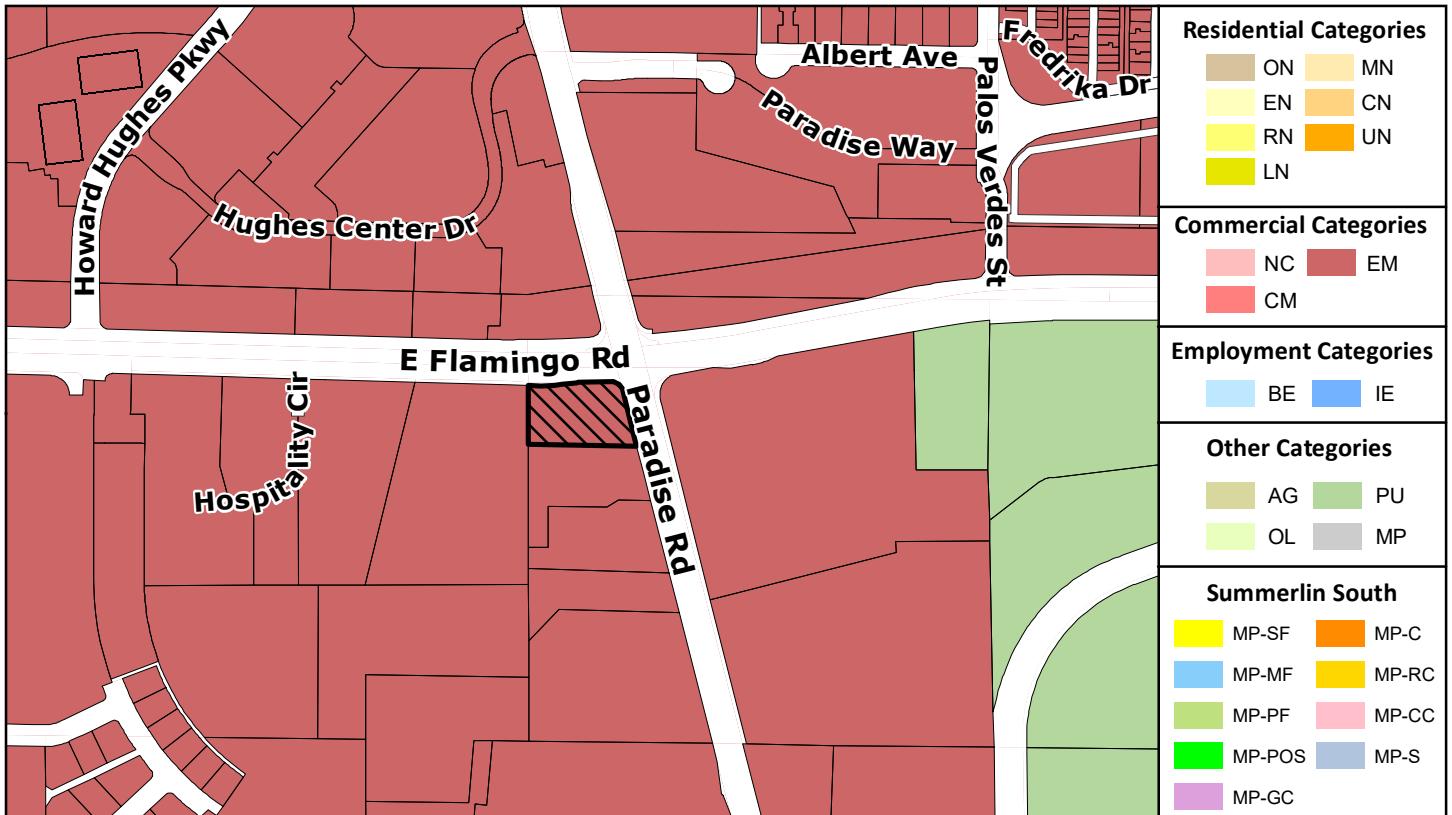 Howard Hughes Pkwy
Albert Ave
Fredrika Dr
Paradise Way
Palos Verdes St
Hughes Center Dr
E Flamingo Rd
Hospitality Cir
Paradise Rd
Residential Categories
ON MN
EN CN
RN UN
LN
Commercial Categories
NC EM
CM
Employment Categories
BE IE
Other Categories
AG PU
OL MP
Summerlin South
MP-SF MP-C
MP-MF MP-RC
MP-PF MP-CC
MP-POS MP-S
MP-GC